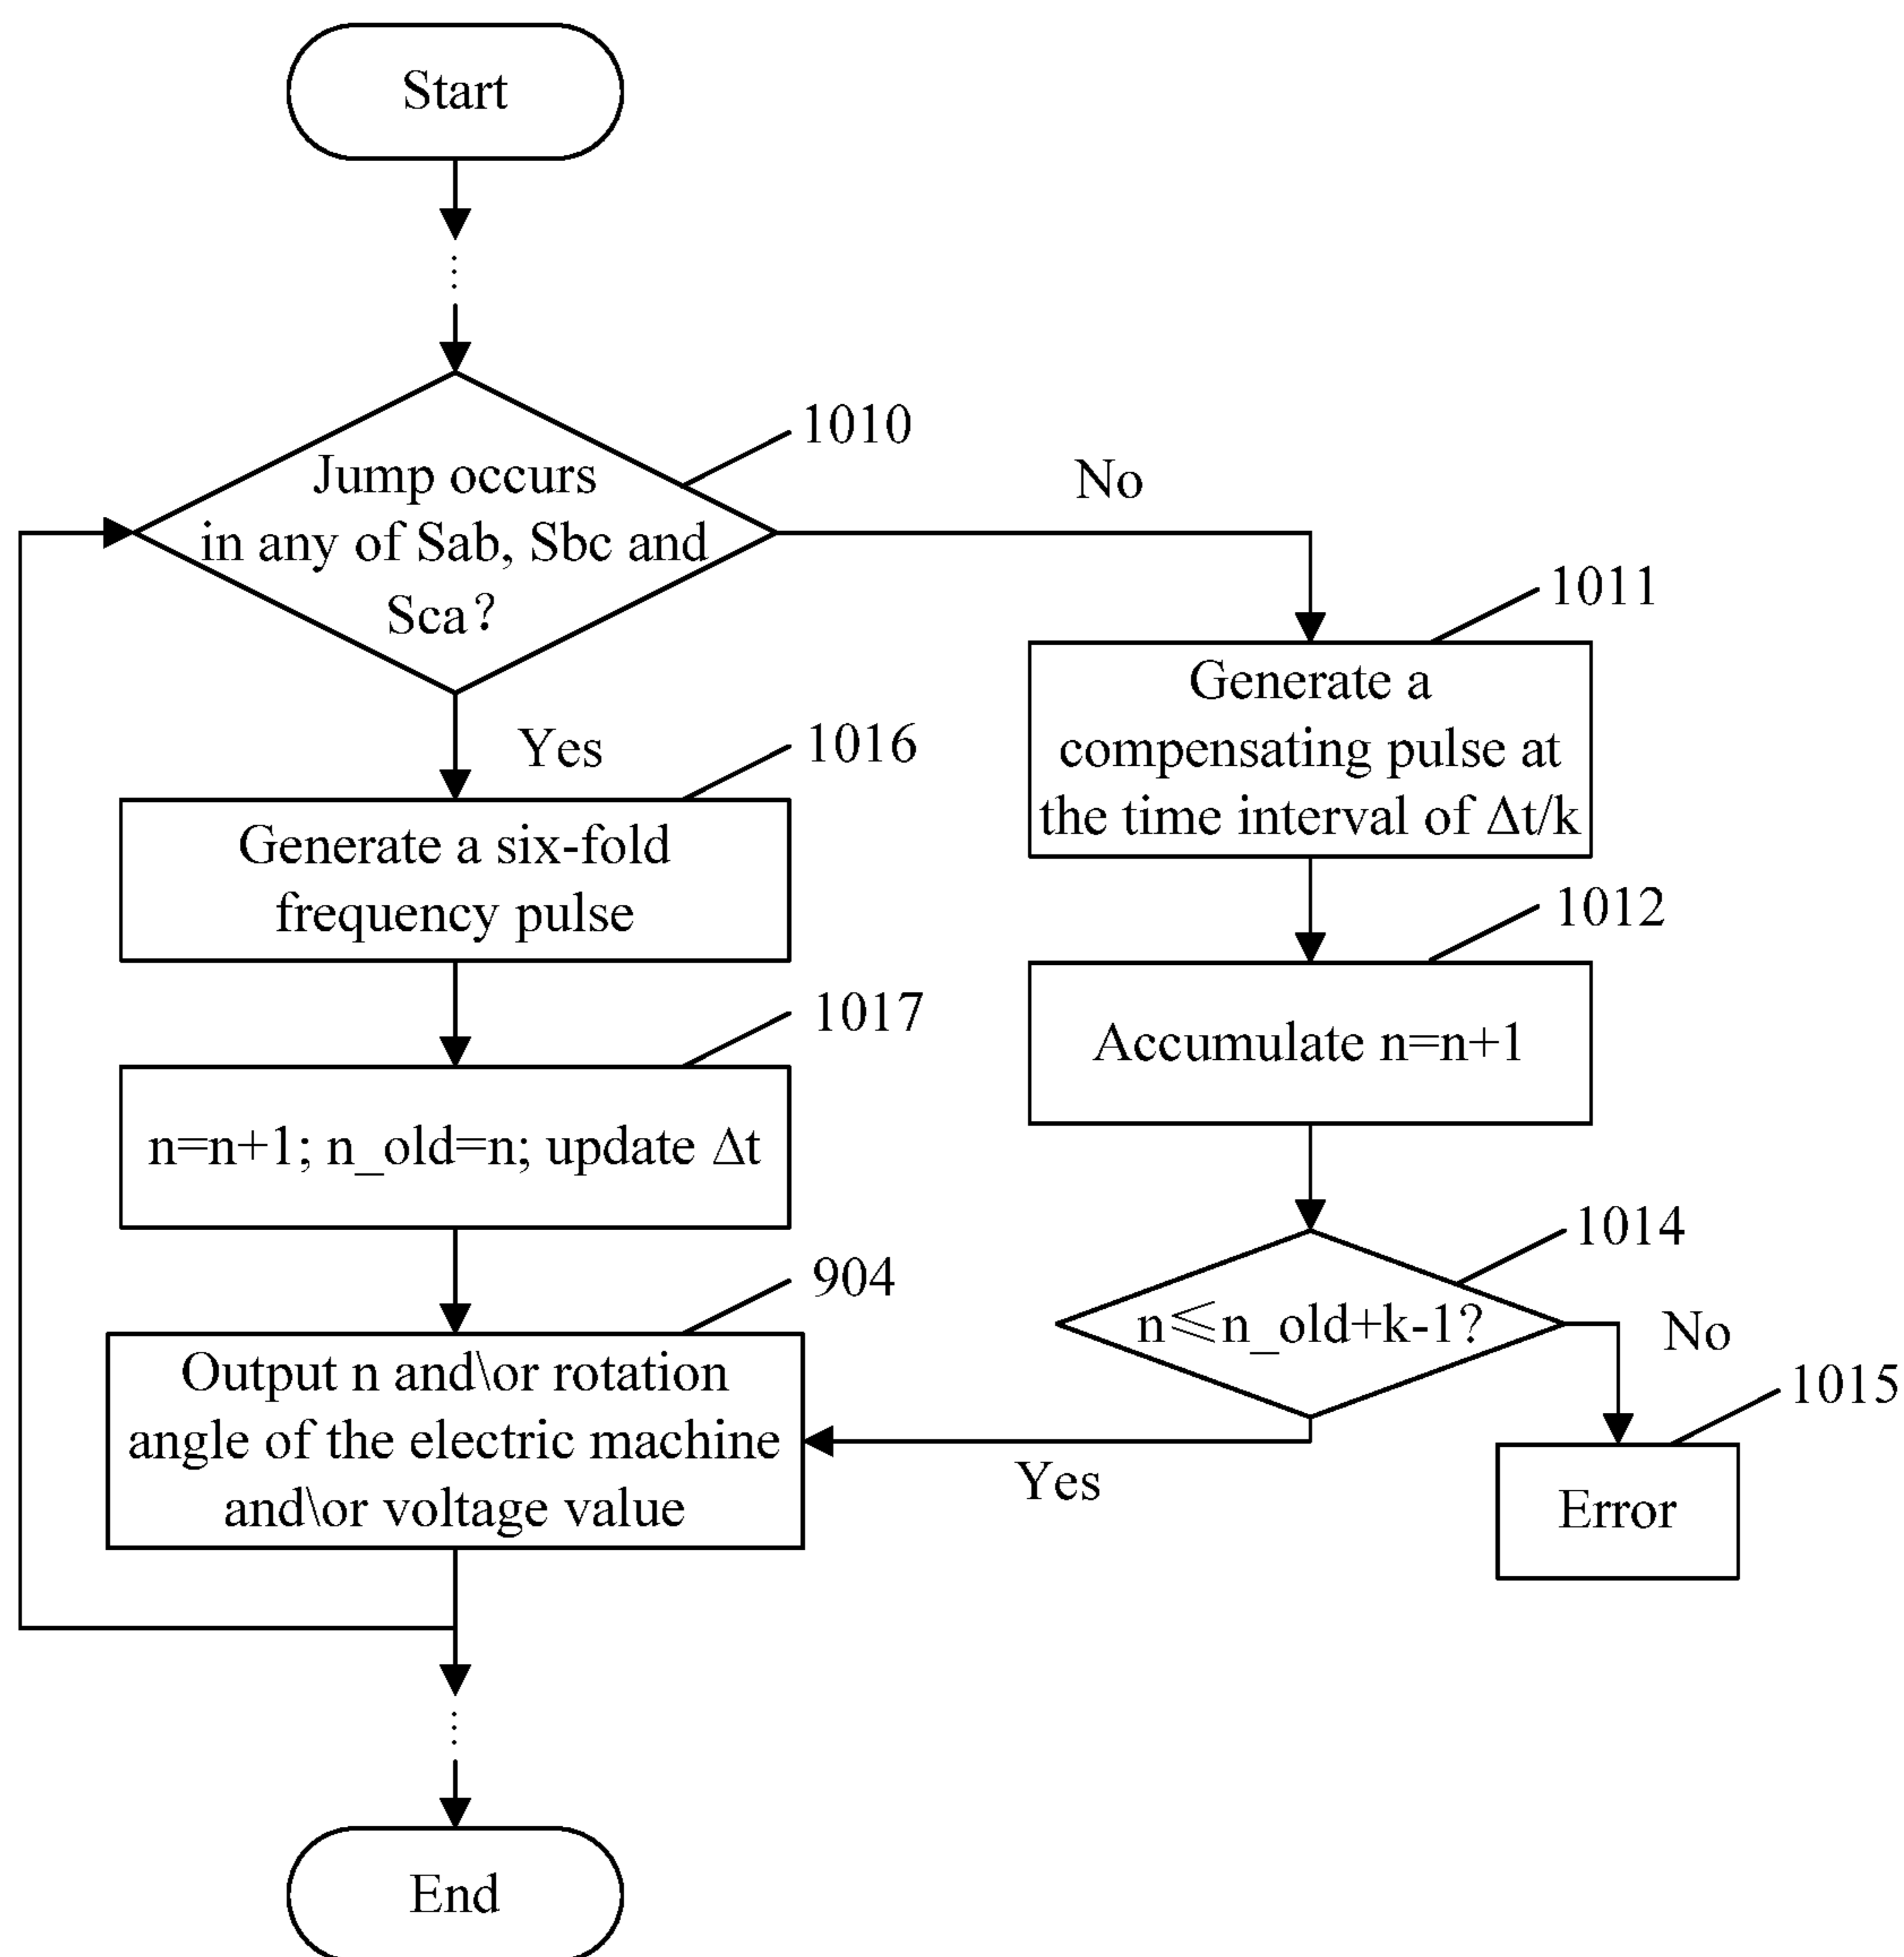 Start
Jump occurs
in any of Sab, Sbc and
Sca?
1010
No
Yes
1016
Generate a six-fold
frequency pulse
1017
n=n+1; n_old=n; update Δt
904
Output n and\or rotation
angle of the electric machine
and\or voltage value
1011
Generate a
compensating pulse at
the time interval of Δt/k
1012
Accumulate n=n+1
1014
n≤n_old+k-1?
No
Yes
1015
Error
End